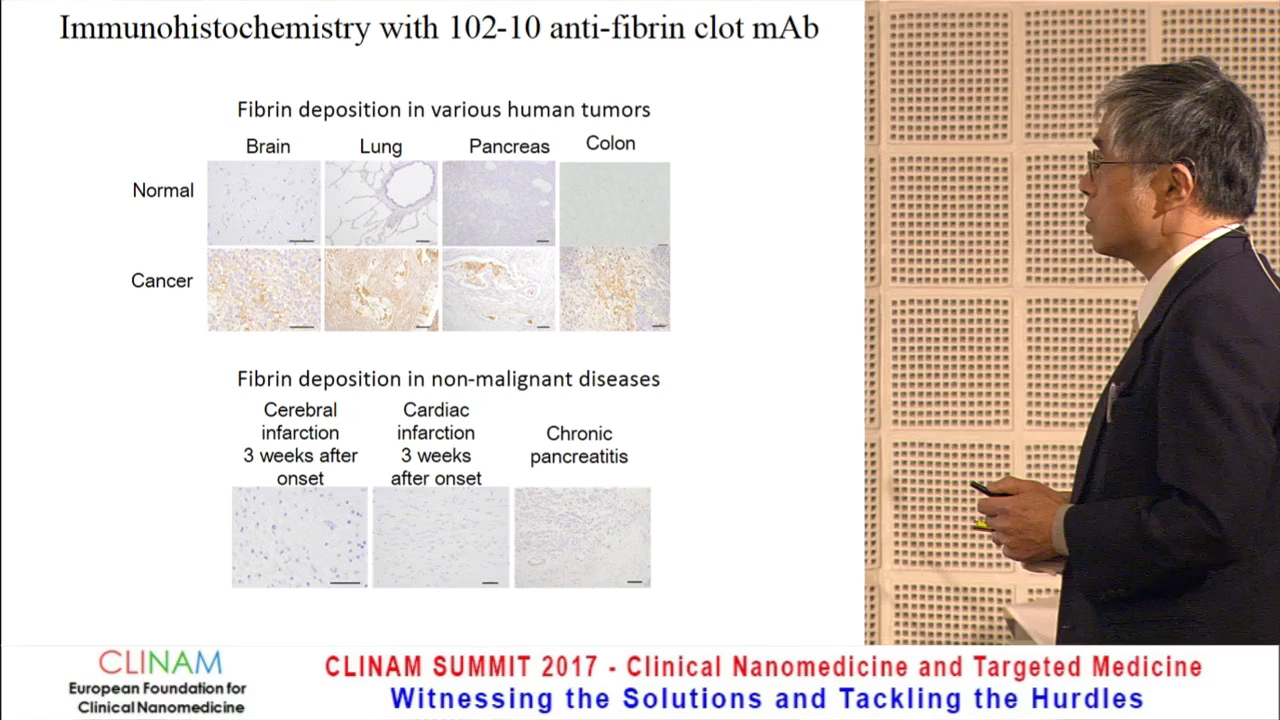 Immunohistochemistry with 102-10 anti-fibrin clot mAb
Fibrin deposition in various human tumors
Brain Lung Pancreas Colon
Normal
Cancer
Fibrin deposition in non-malignant diseases
Cerebral
infarction
3 weeks after
onset
Cardiac
infarction
3 weeks
after onset
Chronic
pancreatitis
CLINAM
European Foundation for
Clinical Nanomedicine
CLINAM SUMMIT 2017 - Clinical Nanomedicine and Targeted Medicine
Witnessing the Solutions and Tackling the Hurdles